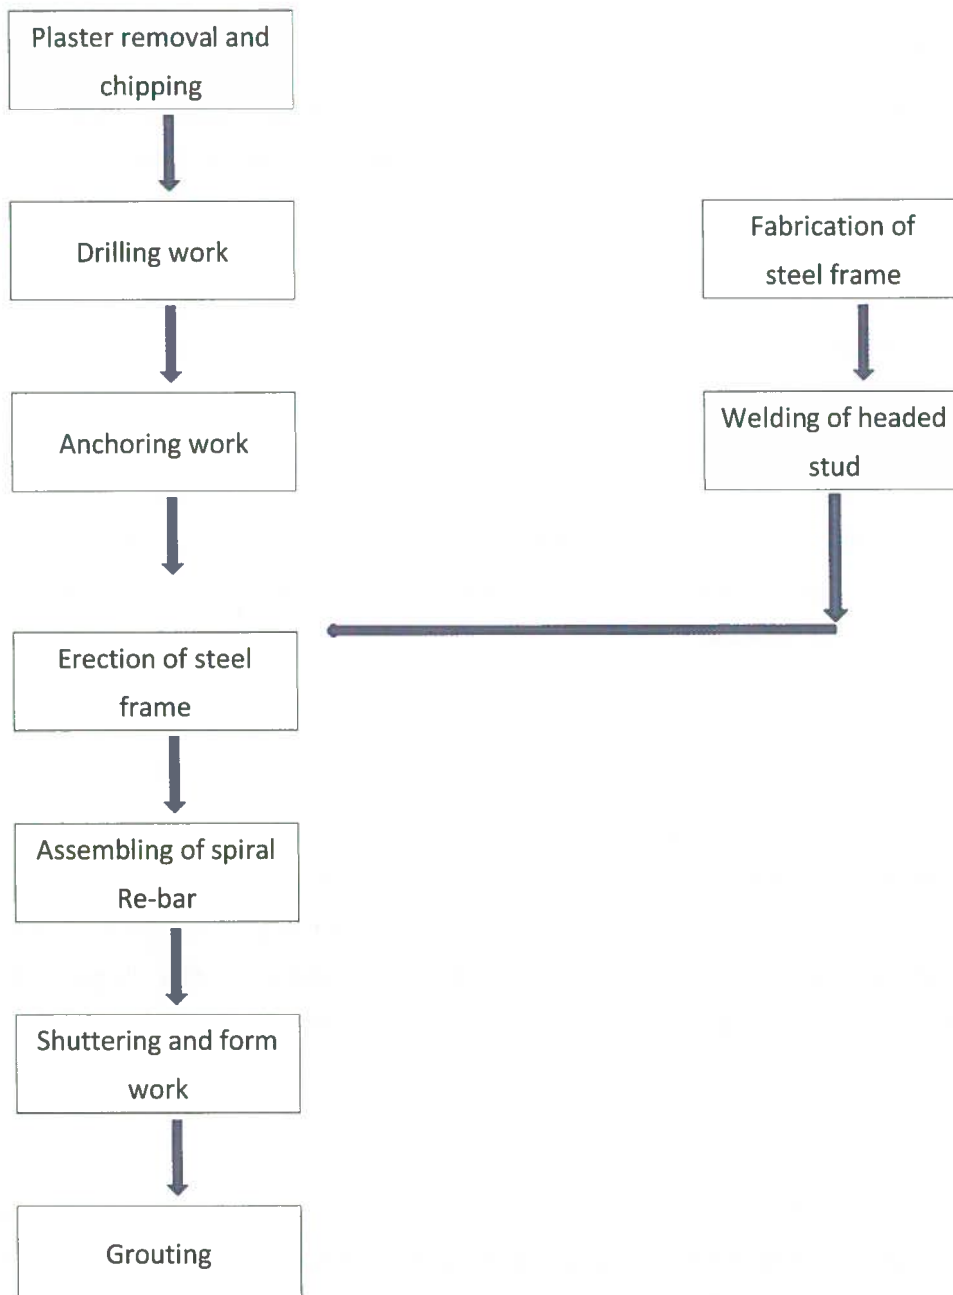 Plaster removal and
chipping
Drilling work
Fabrication of
steel frame
Anchoring work
Welding of headed
stud
Erection of steel
frame
Assembling of spiral
Re-bar
Shuttering and form
work
Grouting